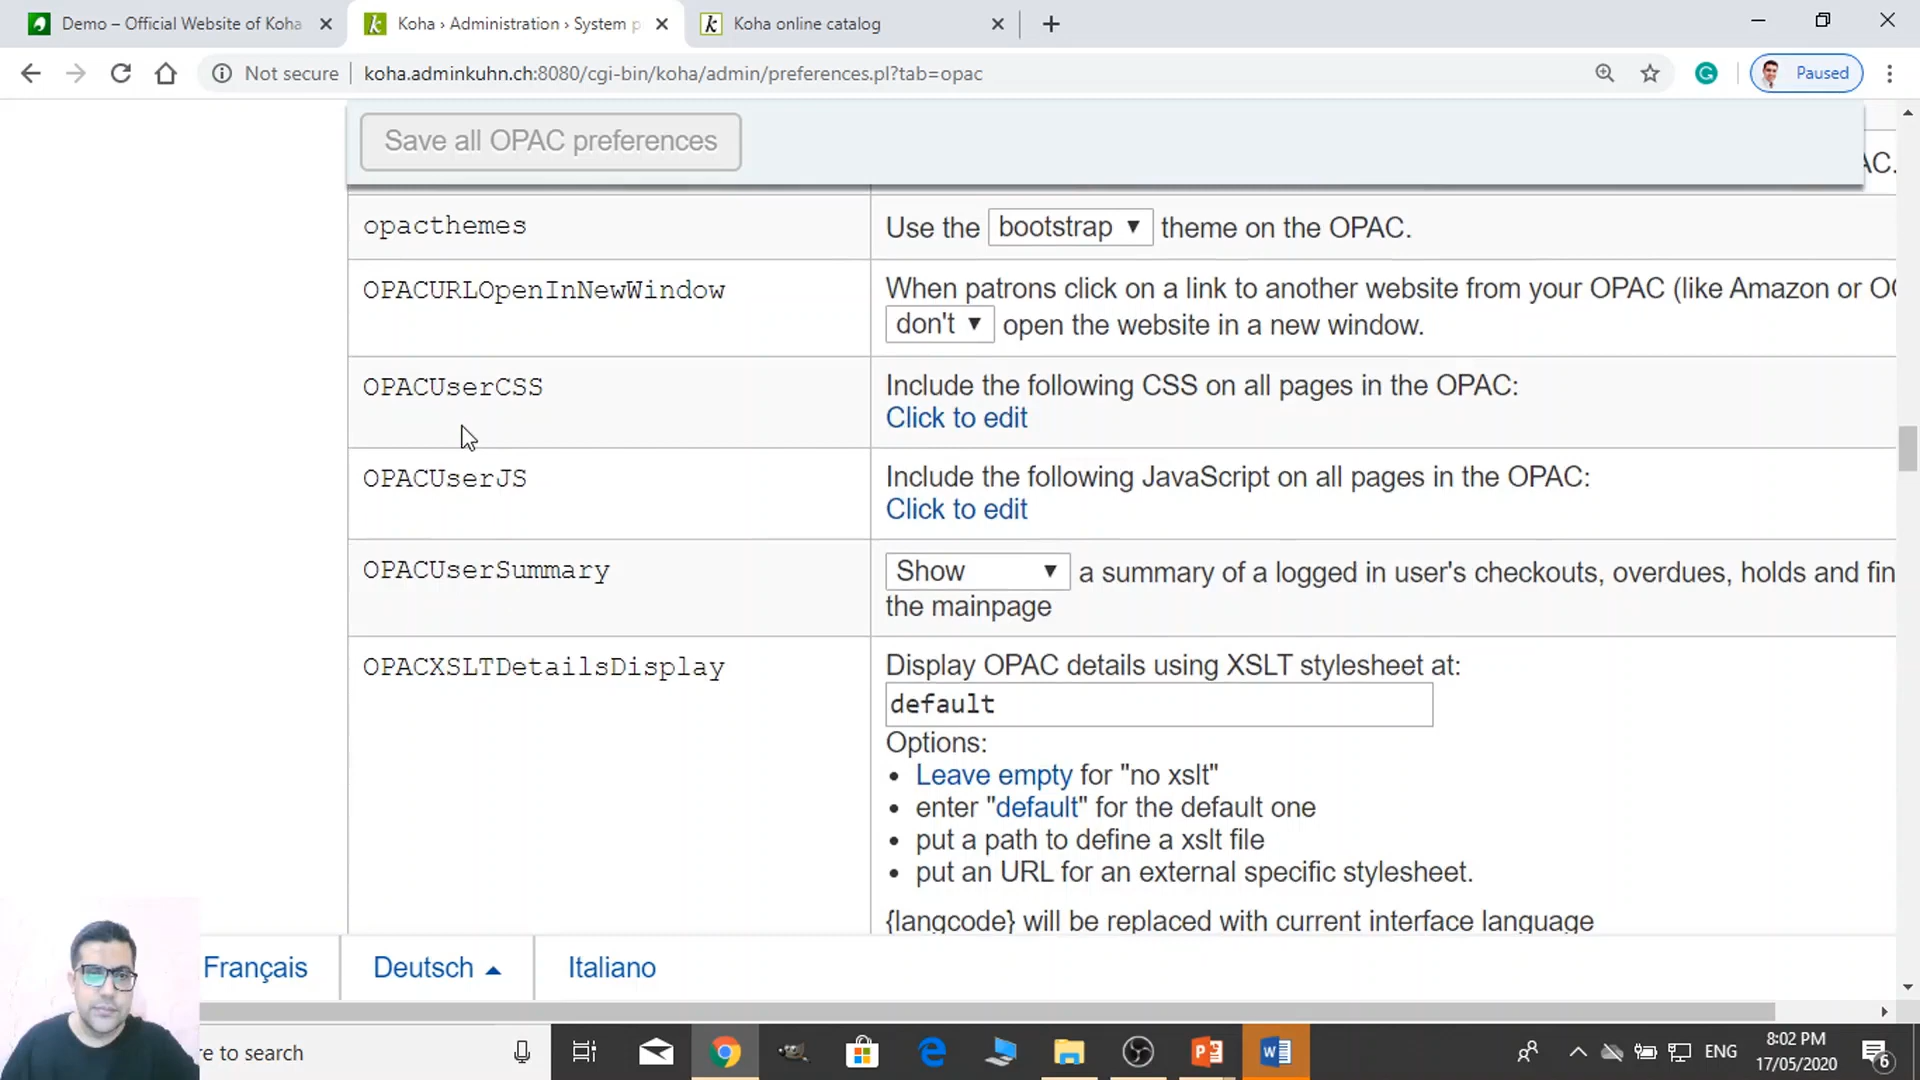 Demo – Official Website of Koha
Koha › Administration › System p
Koha online catalog
Not secure
koha.adminkuhn.ch:8080/cgi-bin/koha/admin/preferences.pl?tab=opac
Paused
Save all OPAC preferences
AC.
opacthemes
Use the bootstrap theme on the OPAC.
OPACURLOpenInNewWindow
When patrons click on a link to another website from your OPAC (like Amazon or OC
don't open the website in a new window.
OPACUserCSS
Include the following CSS on all pages in the OPAC:
Click to edit
OPACUserJS
Include the following JavaScript on all pages in the OPAC:
Click to edit
OPACUserSummary
Show a summary of a logged in user's checkouts, overdues, holds and fin
the mainpage
OPACXSLTDetailsDisplay
Display OPAC details using XSLT stylesheet at:
default
Options:
• Leave empty for "no xslt"
• enter "default" for the default one
• put a path to define a xslt file
• put an URL for an external specific stylesheet.
{langcode} will be replaced with current interface language
Français
Deutsch
Italiano
re to search
ENG
8:02 PM
17/05/2020
6